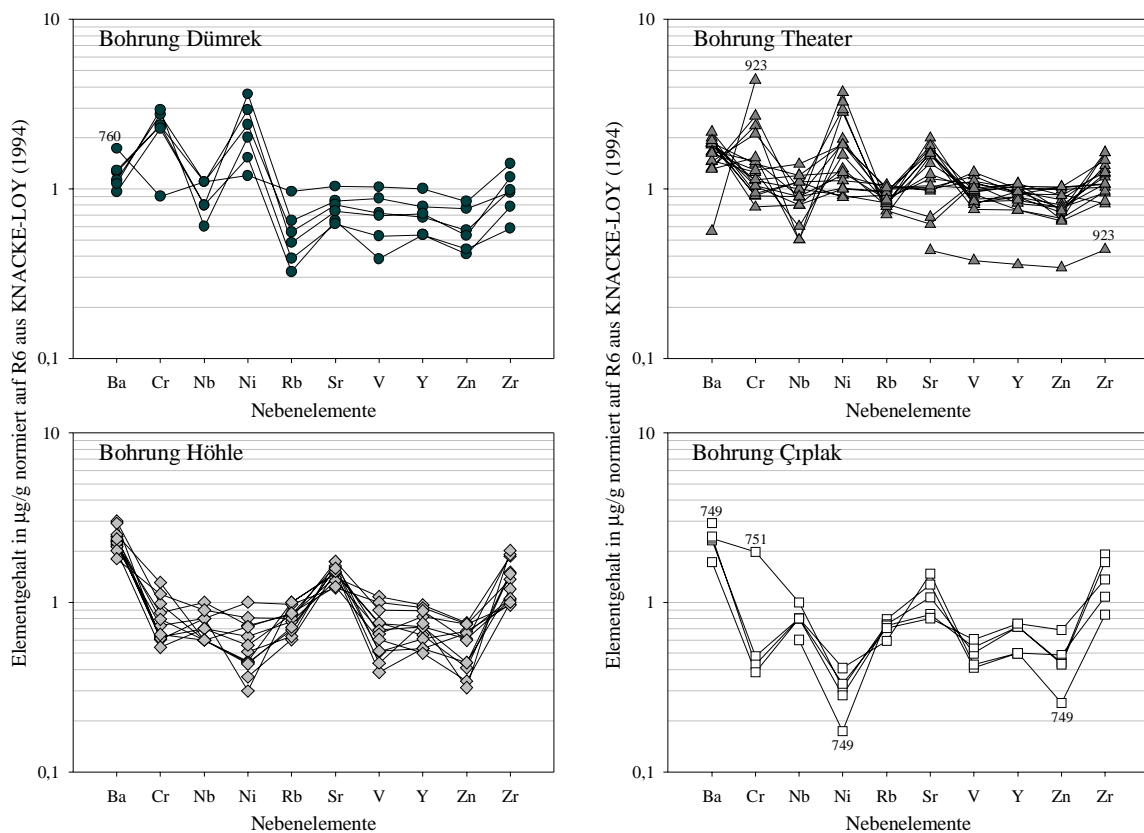 Elementgehalt in µg/g normiert auf R6 aus KNACKE-LOY (1994)
Bohrung Dümrek
10
1
0,1
760
Ba Cr Nb Ni Rb Sr V Y Zn Zr
Nebenelemente
Elementgehalt in µg/g normiert auf R6 aus KNACKE-LOY (1994)
Bohrung Theater
10
1
0,1
923
923
Ba Cr Nb Ni Rb Sr V Y Zn Zr
Nebenelemente
Bohrung Höhle
10
1
0,1
Ba Cr Nb Ni Rb Sr V Y Zn Zr
Nebenelemente
Bohrung Çıplak
10
1
0,1
749
751
749
749
Ba Cr Nb Ni Rb Sr V Y Zn Zr
Nebenelemente